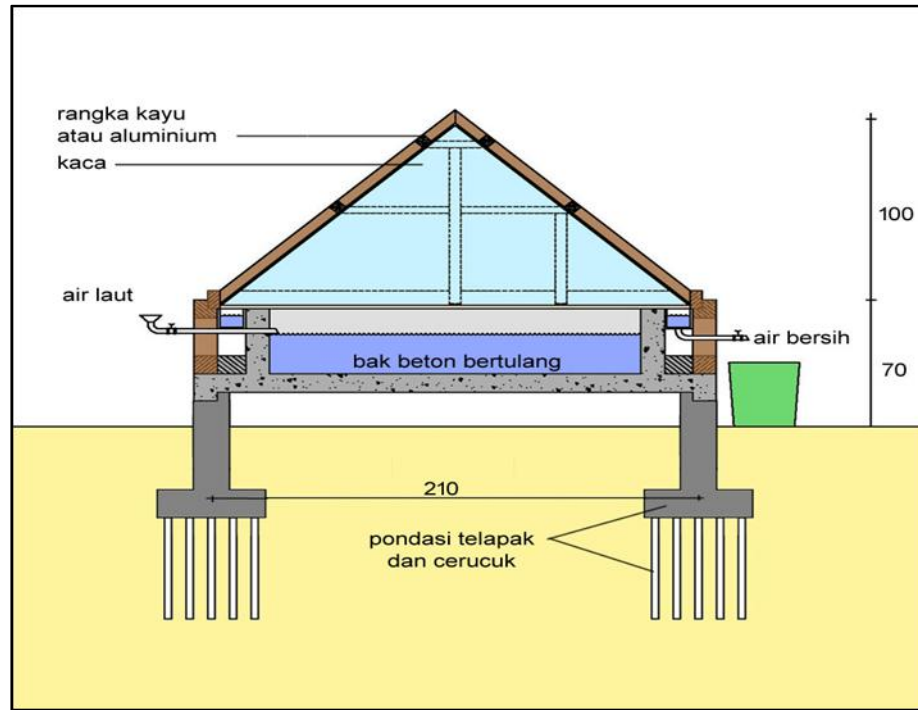 rangka kayu
atau aluminium
kaca
100
air laut
air bersih
bak beton bertulang
70
210
pondasi telapak
dan cerucuk